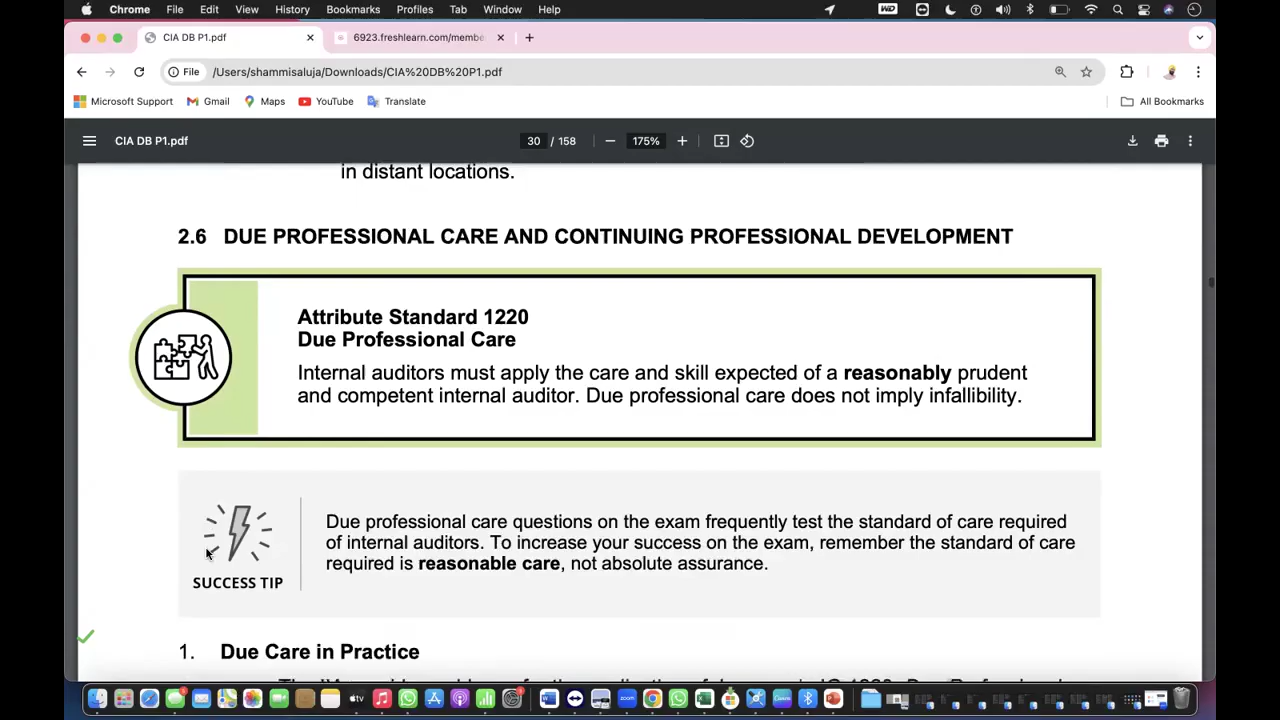 Chrome File Edit View History Bookmarks Profiles Tab Window Help
CIA DB P1.pdf
6923.freshlearn.com/membe
File /Users/shammisaluja/Downloads/CIA%20DB%20P1.pdf
Microsoft Support Gmail Maps YouTube Translate All Bookmarks
CIA DB P1.pdf 30 / 158 175%
in distant locations.
2.6 DUE PROFESSIONAL CARE AND CONTINUING PROFESSIONAL DEVELOPMENT
Attribute Standard 1220
Due Professional Care
Internal auditors must apply the care and skill expected of a reasonably prudent
and competent internal auditor. Due professional care does not imply infallibility.
Due professional care questions on the exam frequently test the standard of care required
of internal auditors. To increase your success on the exam, remember the standard of care
required is reasonable care, not absolute assurance.
SUCCESS TIP
1. Due Care in Practice